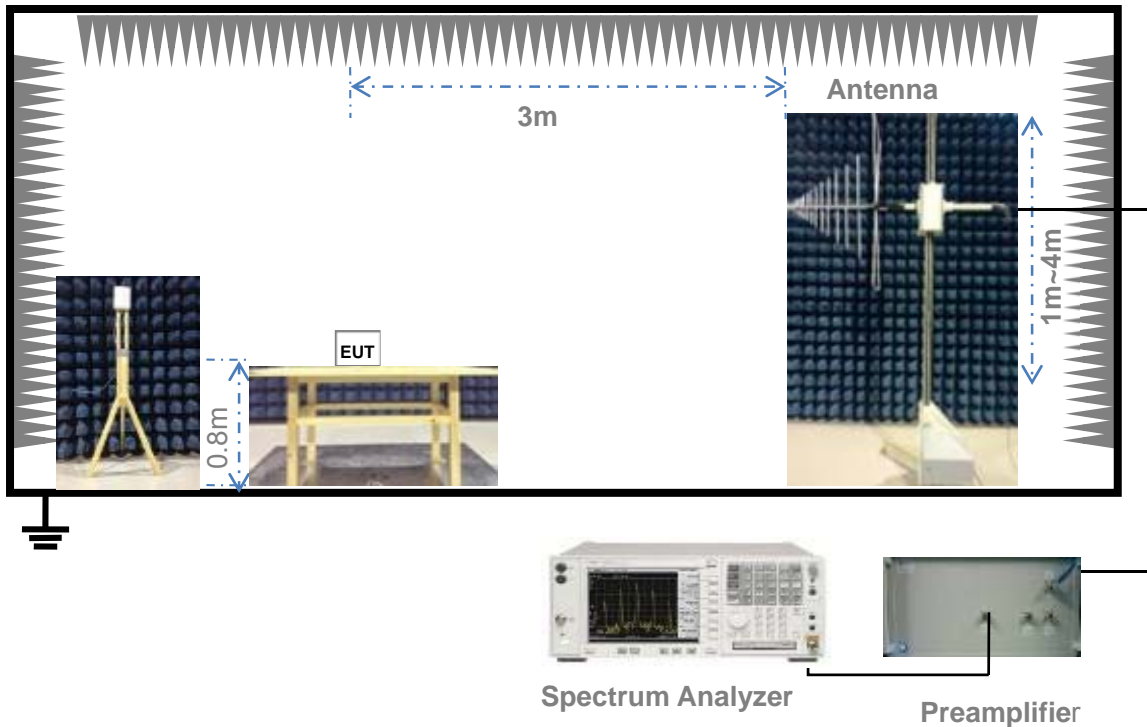 Antenna
3m
1m~4m
EUT
0.8m
Spectrum Analyzer
Preamplifier